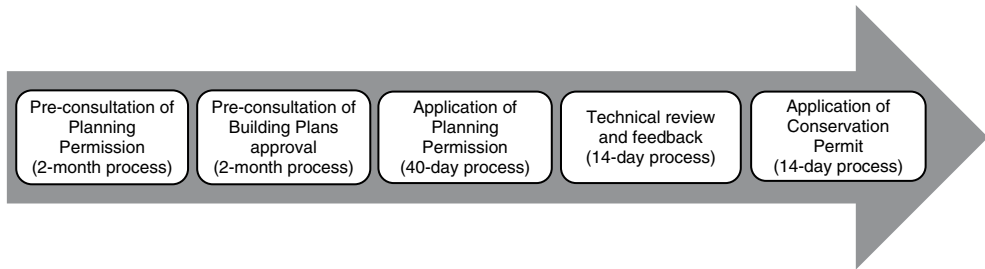 Pre-consultation of
Planning
Permission
(2-month process)
Pre-consultation of
Building Plans
approval
(2-month process)
Application of
Planning
Permission
(40-day process)
Technical review
and feedback
(14-day process)
Application of
Conservation
Permit
(14-day process)